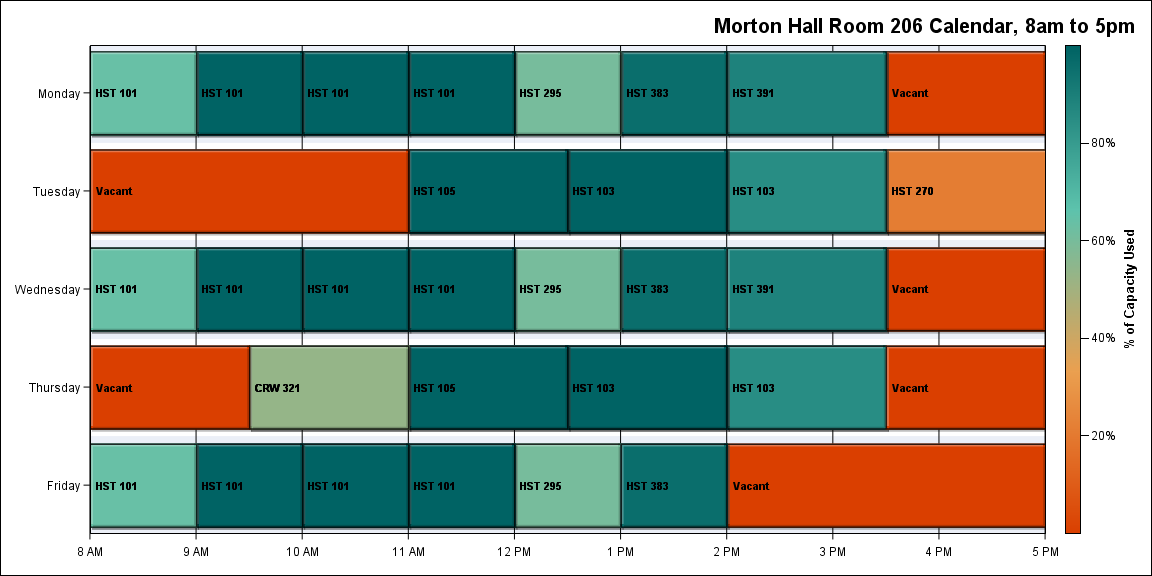 Morton Hall Room 206 Calendar, 8am to 5pm
Monday
HST 101
HST 101
HST 101
HST 101
HST 295
HST 383
HST 391
Vacant
Tuesday
Vacant
HST 105
HST 103
HST 103
HST 270
Wednesday
HST 101
HST 101
HST 101
HST 101
HST 295
HST 383
HST 391
Vacant
Thursday
Vacant
CRW 321
HST 105
HST 103
HST 103
Vacant
Friday
HST 101
HST 101
HST 101
HST 101
HST 295
HST 383
Vacant
8 AM
9 AM
10 AM
11 AM
12 PM
1 PM
2 PM
3 PM
4 PM
5 PM
80%
60%
40%
20%
% of Capacity Used